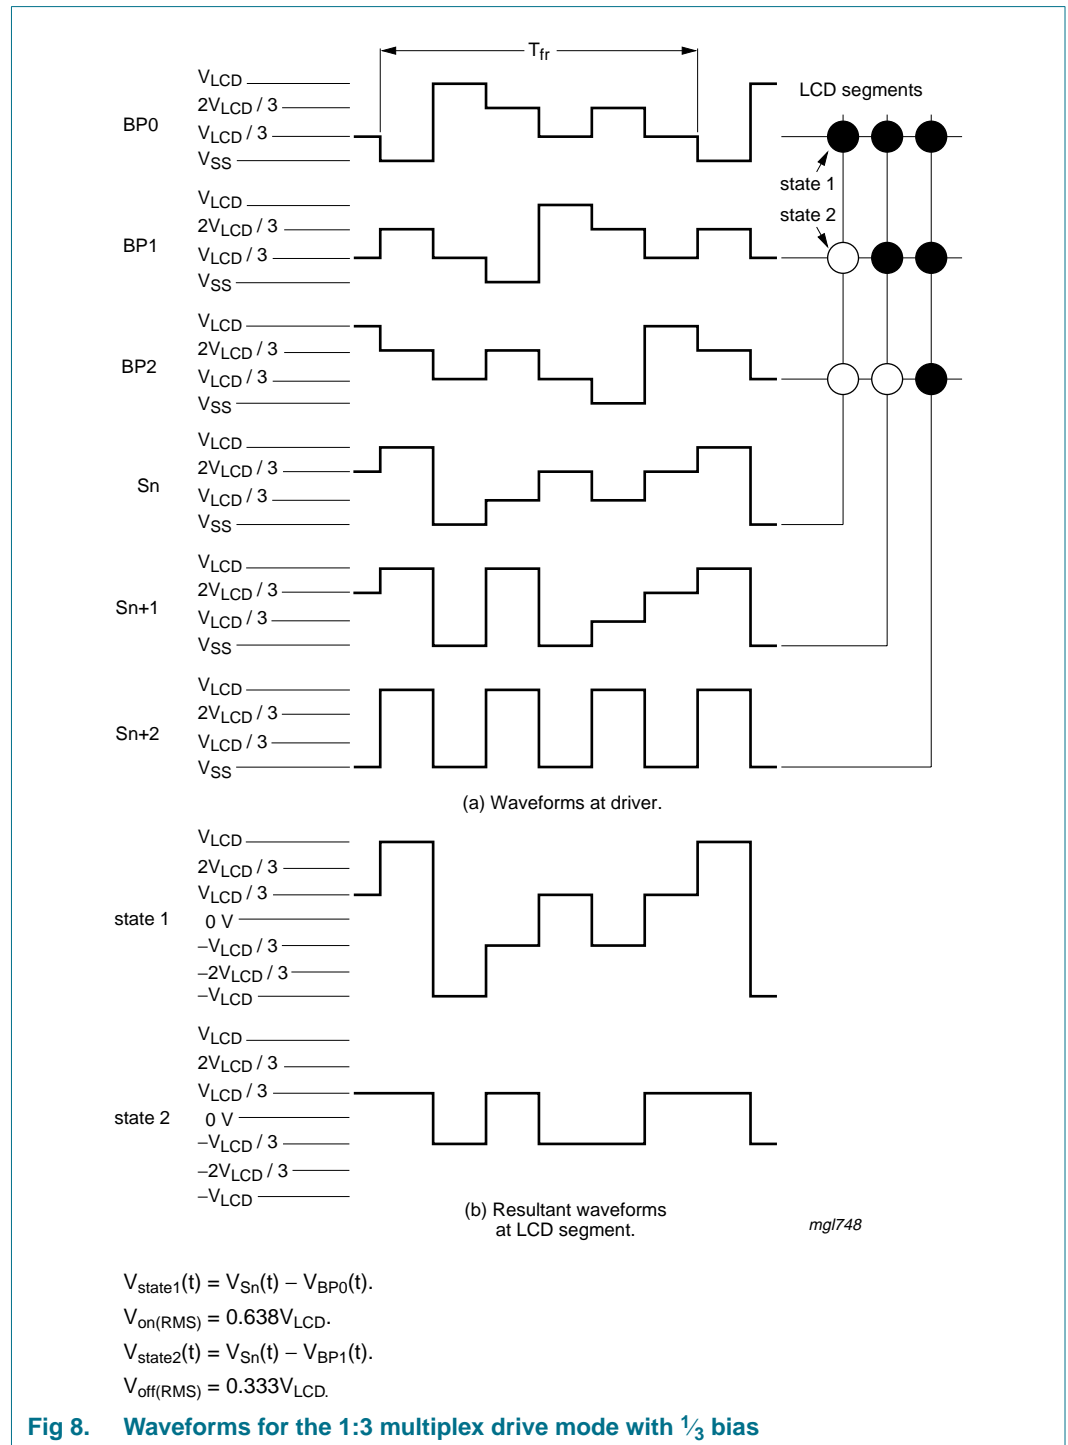 Tfr
LCD segments
BP0
VLCD
2VLCD / 3
VLCD / 3
VSS
state 1
state 2
BP1
VLCD
2VLCD / 3
VLCD / 3
VSS
BP2
VLCD
2VLCD / 3
VLCD / 3
VSS
Sn
VLCD
2VLCD / 3
VLCD / 3
VSS
Sn+1
VLCD
2VLCD / 3
VLCD / 3
VSS
Sn+2
VLCD
2VLCD / 3
VLCD / 3
VSS
(a) Waveforms at driver.
state 1
VLCD
2VLCD / 3
VLCD / 3
0 V
−VLCD / 3
−2VLCD / 3
−VLCD
state 2
VLCD
2VLCD / 3
VLCD / 3
0 V
−VLCD / 3
−2VLCD / 3
−VLCD
(b) Resultant waveforms
at LCD segment.
mgl748
Vstate1(t) = VSn(t) − VBP0(t).
Von(RMS) = 0.638VLCD.
Vstate2(t) = VSn(t) − VBP1(t).
Voff(RMS) = 0.333VLCD.
Fig 8. Waveforms for the 1:3 multiplex drive mode with 1⁄3 bias